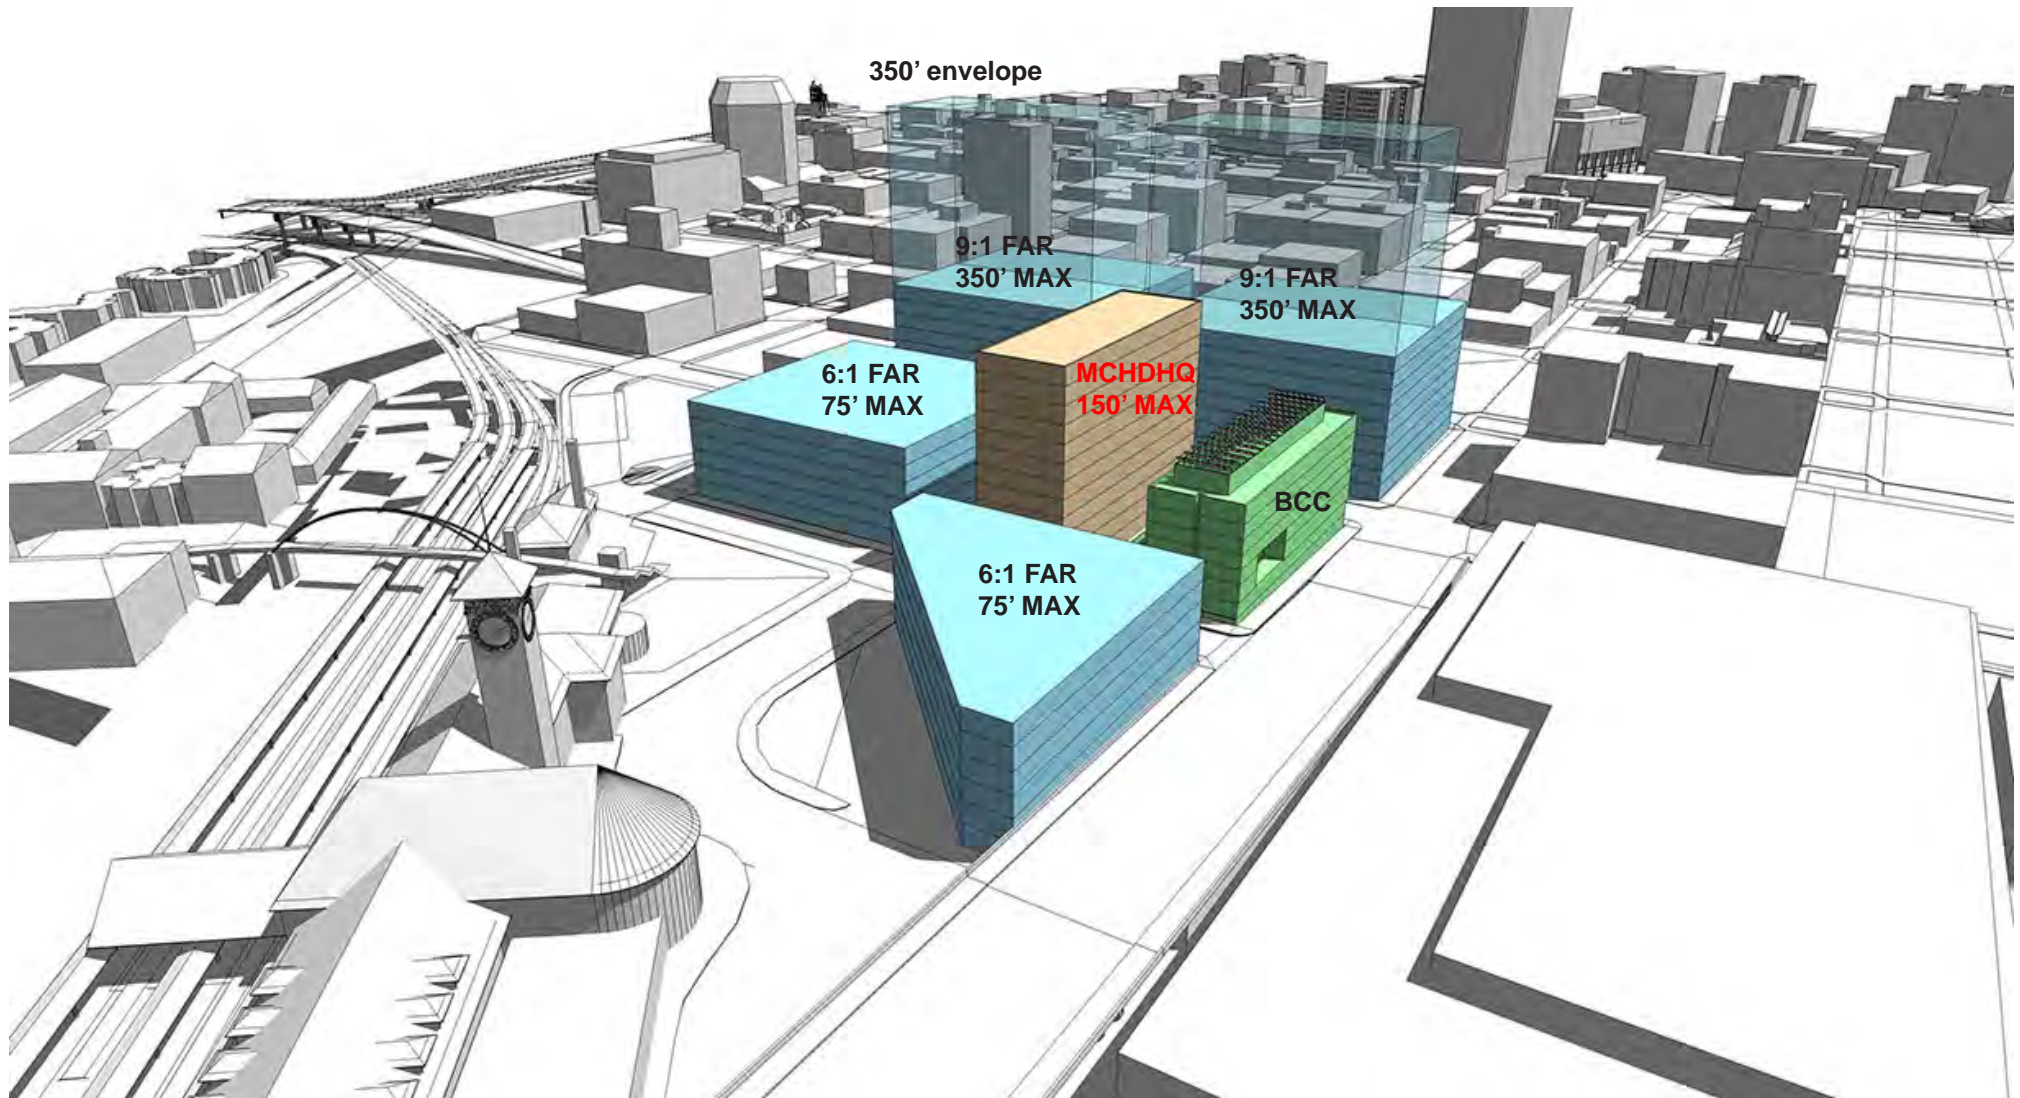 350’ envelope
9:1 FAR
350’ MAX
9:1 FAR
350’ MAX
6:1 FAR
75’ MAX
MCHDHQ
150’ MAX
BCC
6:1 FAR
75’ MAX